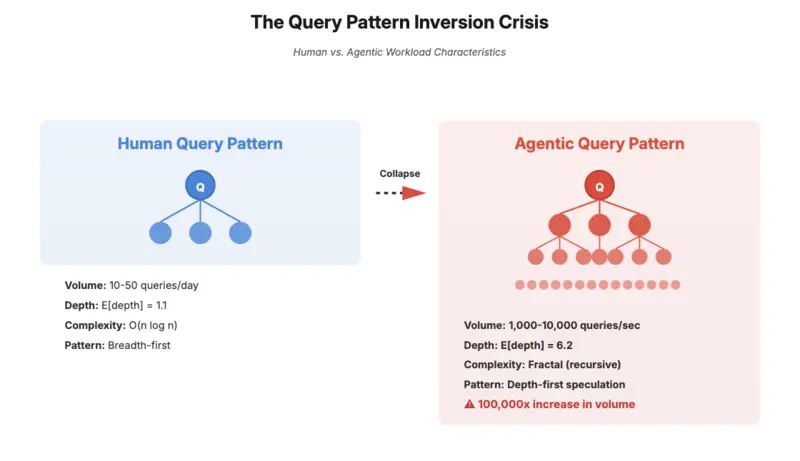 The Query Pattern Inversion Crisis
Human vs. Agentic Workload Characteristics
Human Query Pattern
Q
Volume: 10-50 queries/day
Depth: E[depth] = 1.1
Complexity: O(n log n)
Pattern: Breadth-first
Collapse
Agentic Query Pattern
Q
Volume: 1,000-10,000 queries/sec
Depth: E[depth] = 6.2
Complexity: Fractal (recursive)
Pattern: Depth-first speculation
⚠ 100,000x increase in volume